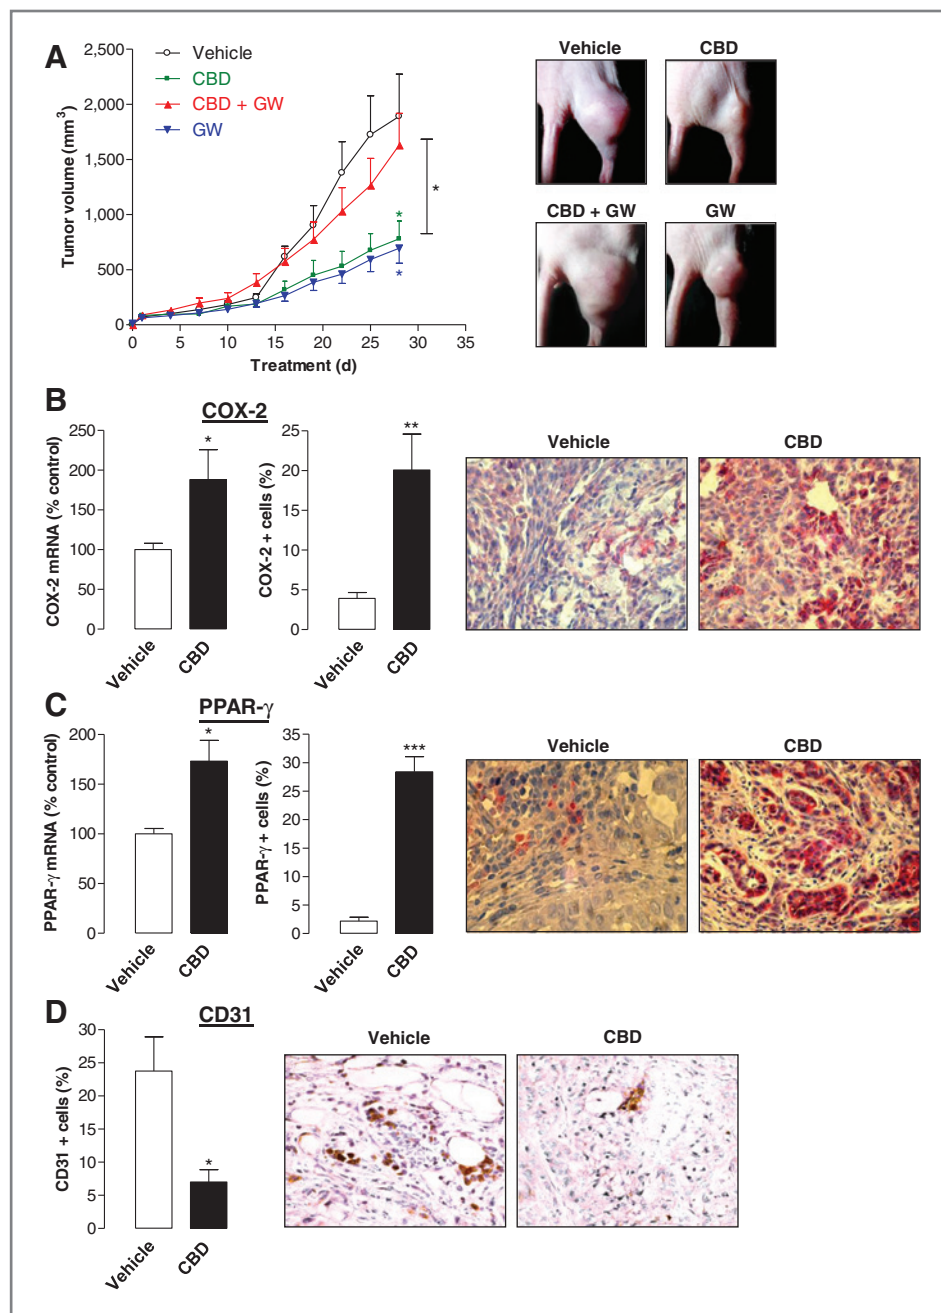 A
Vehicle
CBD
CBD + GW
GW
Tumor volume (mm³)
2,500
2,000
1,500
1,000
500
0
0 5 10 15 20 25 30 35
Treatment (d)
*
*
*
Vehicle CBD
CBD + GW GW
B
COX-2
COX-2 mRNA (% control)
250
200
150
100
50
0
*
Vehicle CBD
COX-2 + cells (%)
25
20
15
10
5
0
**
Vehicle CBD
Vehicle CBD
C
PPAR-γ
PPAR-γ mRNA (% control)
200
150
100
50
0
*
Vehicle CBD
PPAR-γ + cells (%)
35
30
25
20
15
10
5
0
***
Vehicle CBD
Vehicle CBD
D
CD31
CD31 + cells (%)
30
25
20
15
10
5
0
*
Vehicle CBD
Vehicle CBD